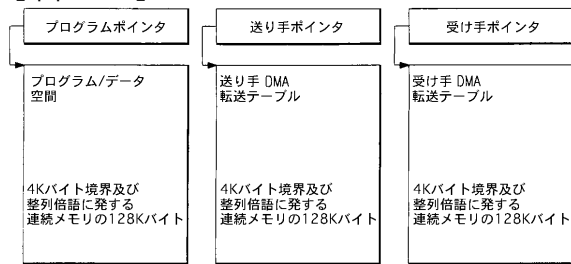 プログラムポインタ
送り手ポインタ
受け手ポインタ
プログラム/データ
空間
送り手 DMA
転送テーブル
受け手 DMA
転送テーブル
4Kバイト境界及び
整列倍語に発する
連続メモリの128Kバイト
4Kバイト境界及び
整列倍語に発する
連続メモリの128Kバイト
4Kバイト境界及び
整列倍語に発する
連続メモリの128Kバイト